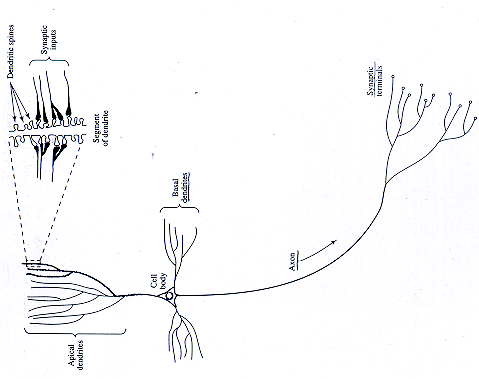 Dendritic spines
Synaptic
inputs
Segment
of dendrite
Synaptic
terminals
Basal
dendrites
Cell
body
Axon
Apical
dendrites